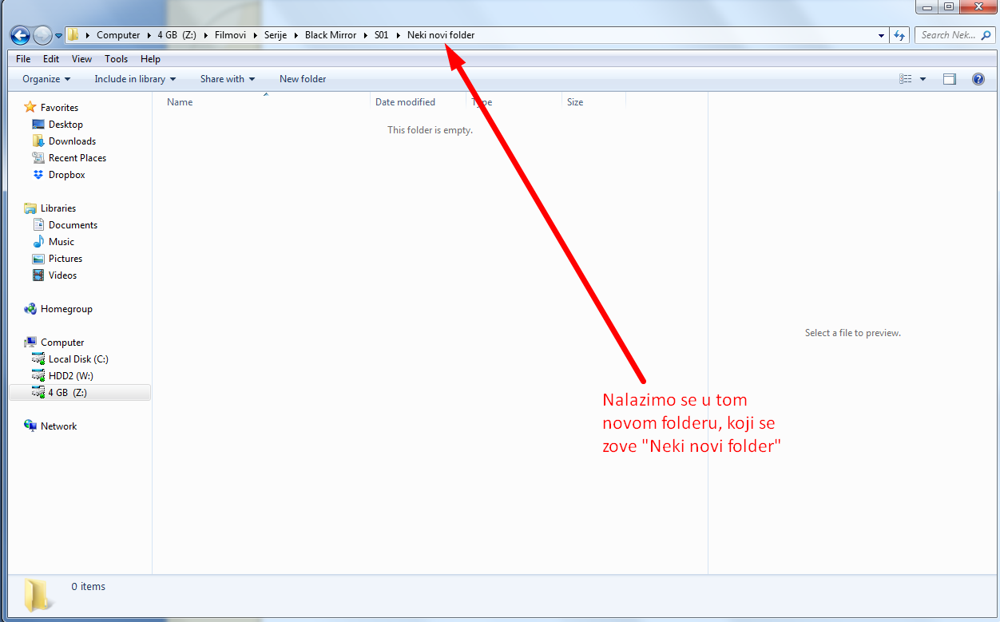 Computer 4 GB (Z:) Filmovi Serije Black Mirror S01 Neki novi folder
Search Nek...
File Edit View Tools Help
Organize Include in library Share with New folder
Name Date modified Type Size
This folder is empty.
Favorites
Desktop
Downloads
Recent Places
Dropbox
Libraries
Documents
Music
Pictures
Videos
Homegroup
Computer
Local Disk (C:)
HDD2 (W:)
4 GB (Z:)
Network
Select a file to preview.
Nalazimo se u tom
novom folderu, koji se
zove "Neki novi folder"
0 items